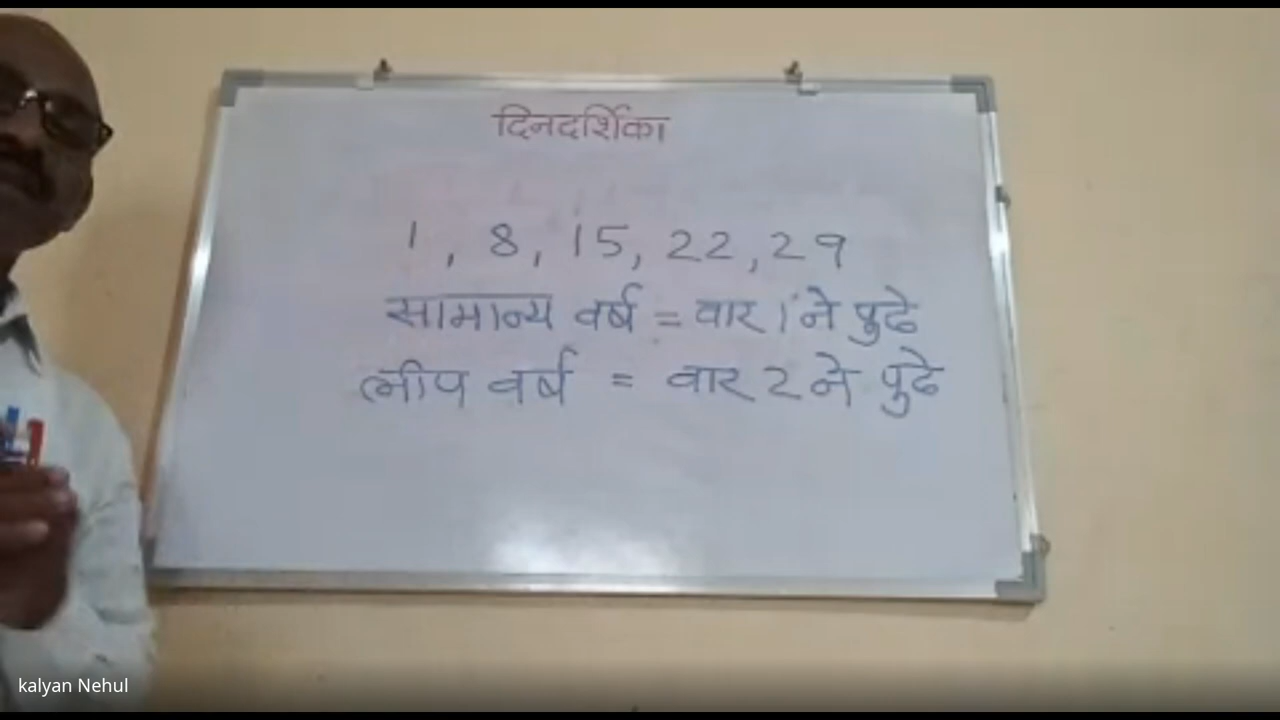 दिनदर्शिका
1, 8, 15, 22, 29
सामान्य वर्ष = वार 1 ने पुढे
लीप वर्ष = वार 2 ने पुढे
kalyan Nehul